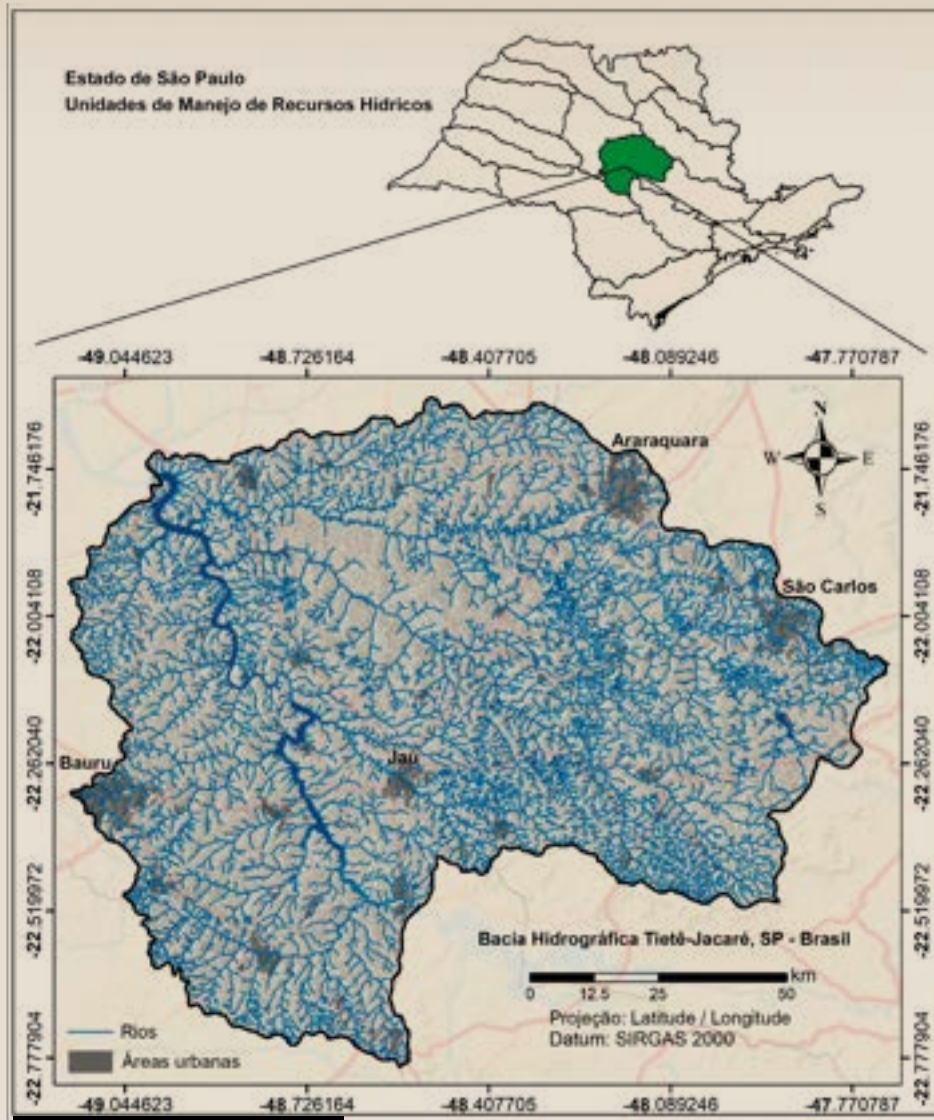 Estado de São Paulo
Unidades de Manejo de Recursos Hídricos
-49.044623 -48.726164 -48.407705 -48.089246 -47.770787
-21.746176
-22.004108
-22.262040
-22.519972
-22.777904
N
W E
S
Araraquara
São Carlos
Bauru
Jaú
-21.746176
-22.004108
-22.262040
-22.519972
-22.777904
Bacia Hidrográfica Tietê-Jacaré, SP - Brasil
km
0 12.5 25 50
Projeção: Latitude / Longitude
Datum: SIRGAS 2000
Rios
Áreas urbanas
-49.044623 -48.726164 -48.407705 -48.089246 -47.770787